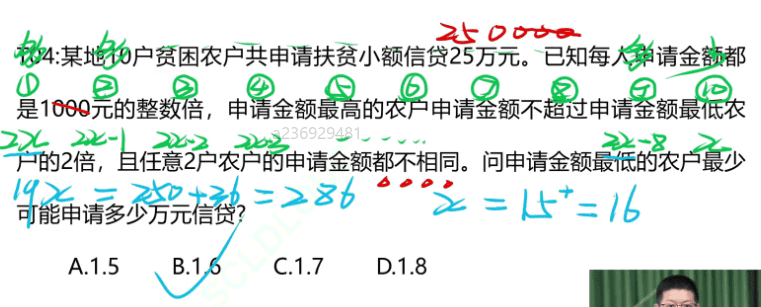 250000
104:某地10户贫困农户共申请扶贫小额信贷25万元。已知每人申请金额都
① ② ③ ④ ⑤ ⑥ ⑦ ⑧ ⑨ ⑩
是1000元的整数倍，申请金额最高的农户申请金额不超过申请金额最低农
2x 2x-1 2x-2 2x-3 2x-8 x
a236929481
户的2倍，且任意2户农户的申请金额都不相同。问申请金额最低的农户最少
19x = 250+36 = 286 x = 15⁺ = 16
可能申请多少万元信贷?
A.1.5 B.1.6 C.1.7 D.1.8